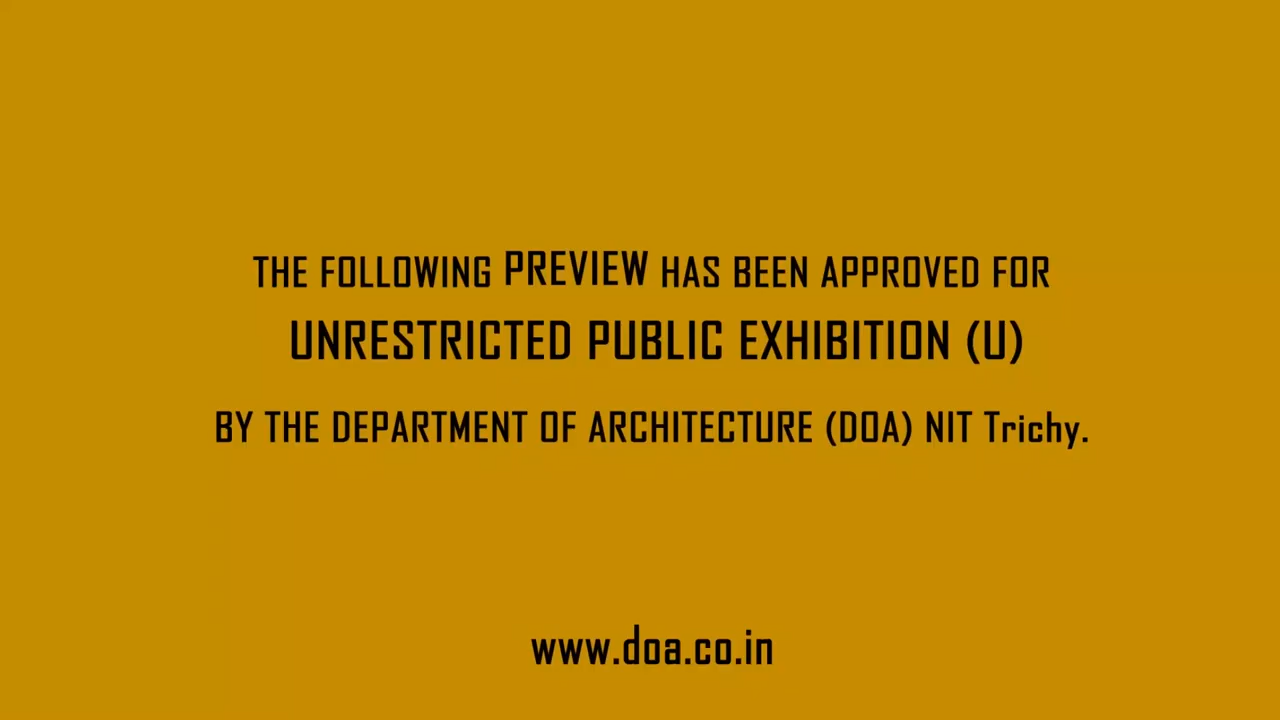 THE FOLLOWING PREVIEW HAS BEEN APPROVED FOR
UNRESTRICTED PUBLIC EXHIBITION (U)
BY THE DEPARTMENT OF ARCHITECTURE (DOA) NIT Trichy.
www.doa.co.in